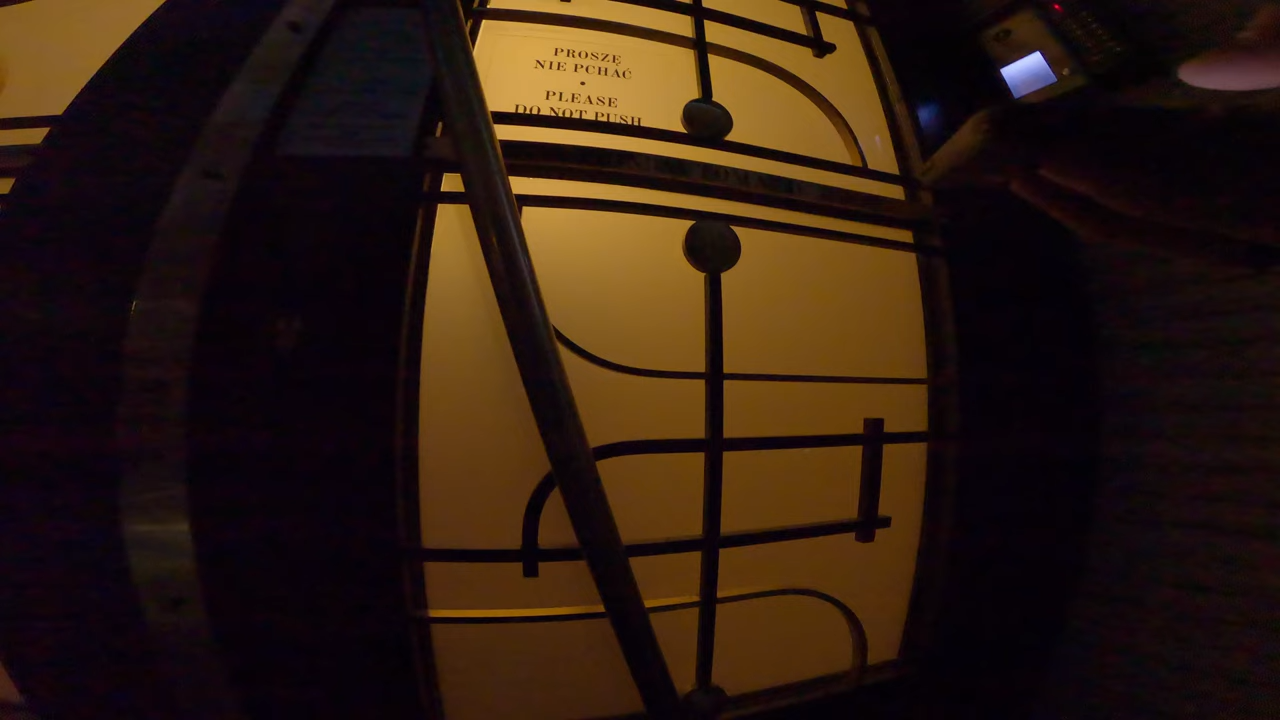 PROSZĘ
NIE PCHAĆ
•
PLEASE
DO NOT PUSH